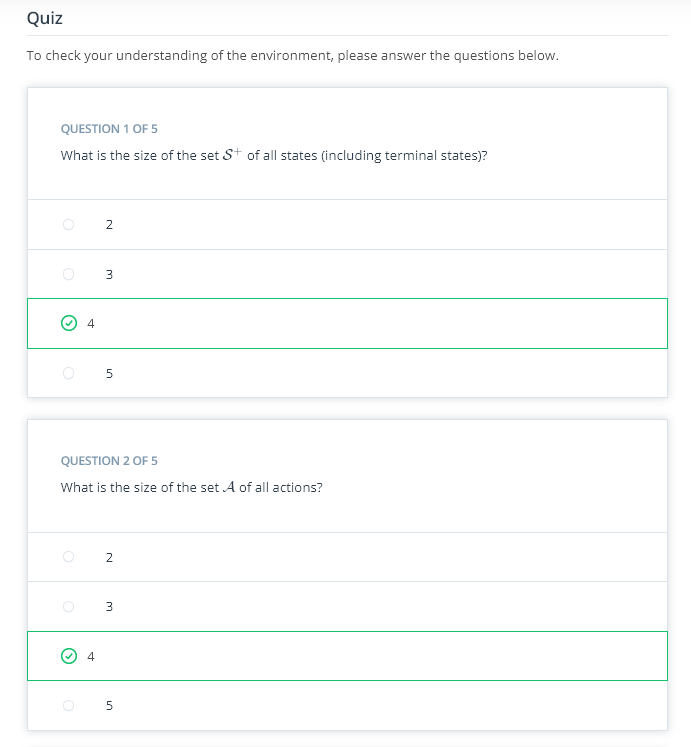 Quiz
To check your understanding of the environment, please answer the questions below.
QUESTION 1 OF 5
What is the size of the set 𝒮⁺ of all states (including terminal states)?
2
3
4
5
QUESTION 2 OF 5
What is the size of the set 𝒜 of all actions?
2
3
4
5